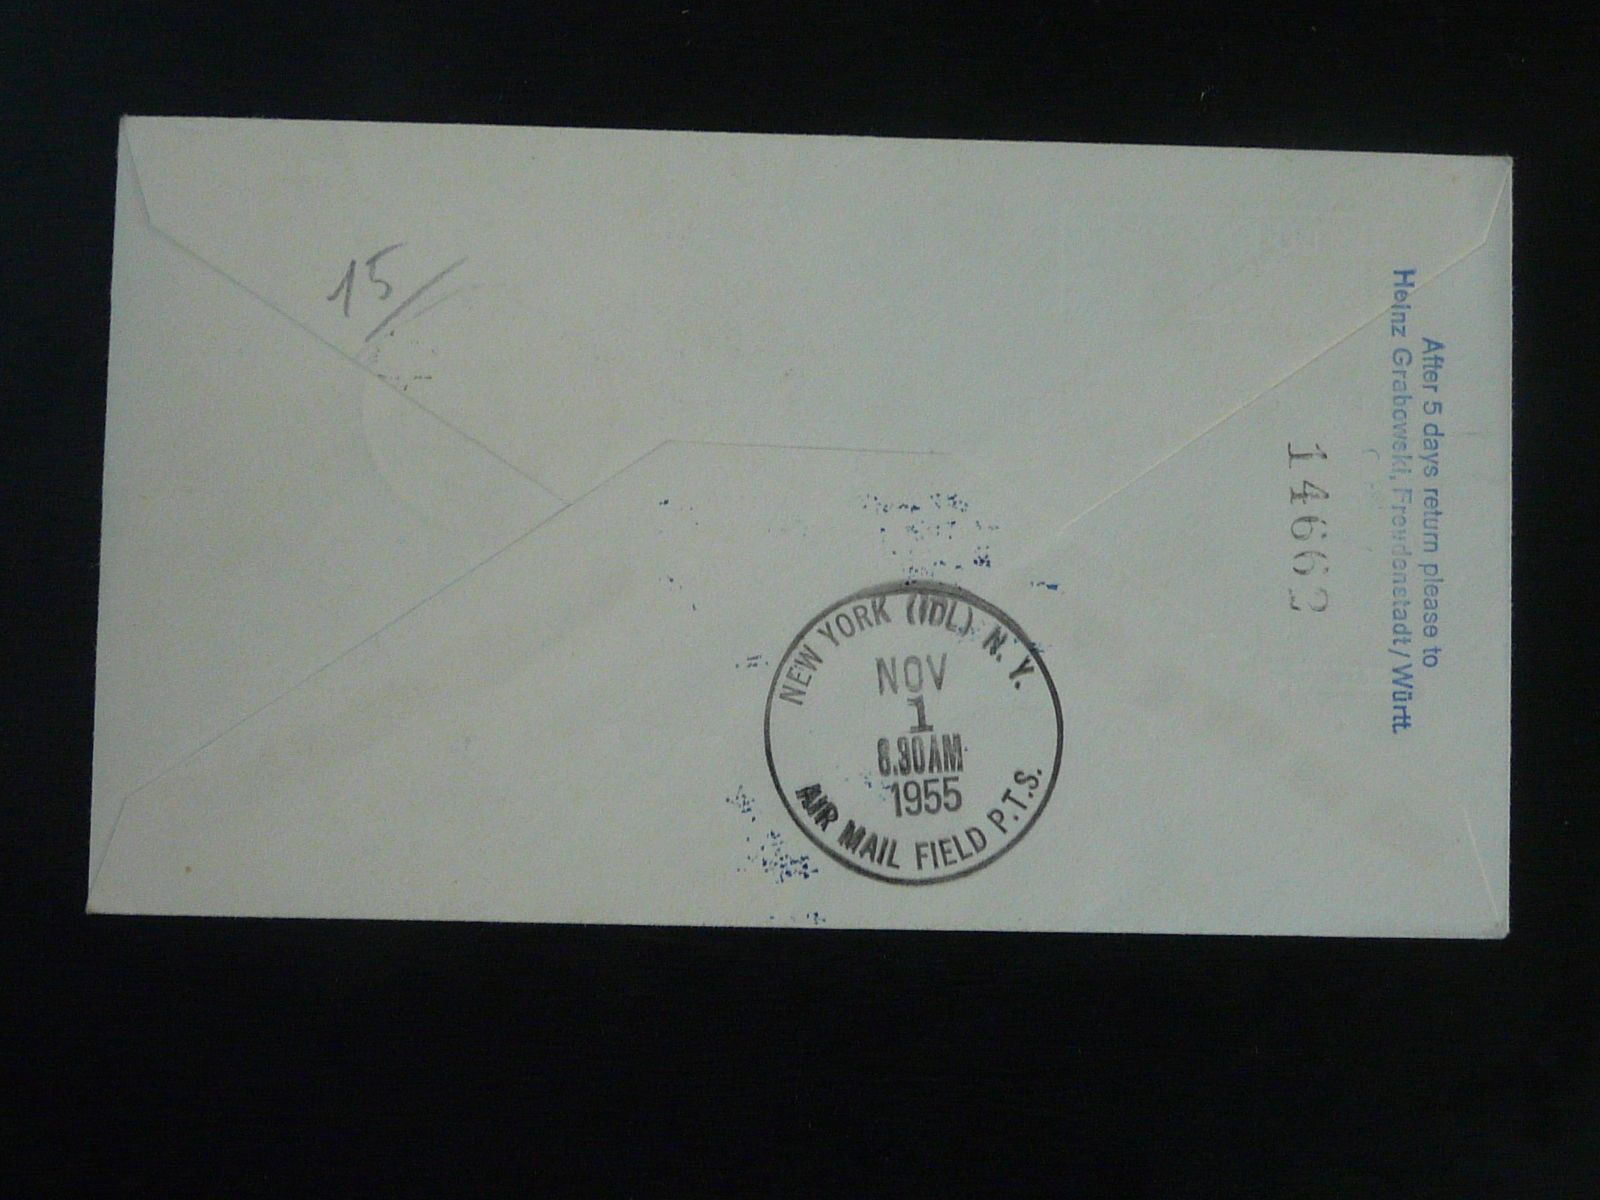 15/
After 5 days return please to
Heinz Grabowski, Freudenstadt/Württ.
14662
NEW YORK (IDL) N. Y.
NOV
1
8.30AM
1955
AIR MAIL FIELD P.T.S.